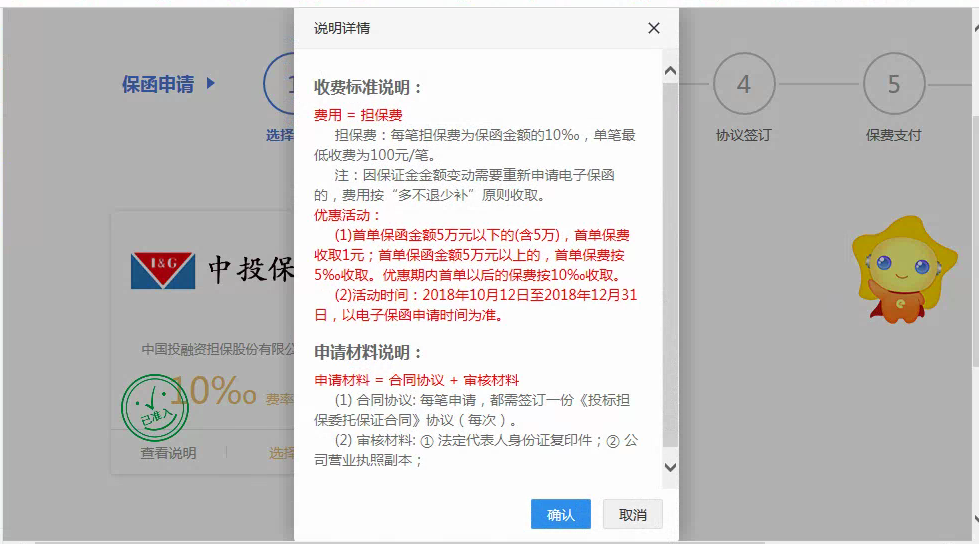 说明详情
保函申请
1
4
5
选择
协议签订
保费支付
收费标准说明：
费用 = 担保费
担保费：每笔担保费为保函金额的10‰，单笔最
低收费为100元/笔。
注：因保证金金额变动需要重新申请电子保函
的，费用按“多不退少补”原则收取。
优惠活动：
(1)首单保函金额5万元以下的(含5万)，首单保费
收取1元；首单保函金额5万元以上的，首单保费按
5‰收取。优惠期内首单以后的保费按10‰收取。
(2)活动时间：2018年10月12日至2018年12月31
日，以电子保函申请时间为准。
申请材料说明：
申请材料 = 合同协议 + 审核材料
(1) 合同协议: 每笔申请，都需签订一份《投标担
保委托保证合同》协议（每次）。
(2) 审核材料: ① 法定代表人身份证复印件；② 公
司营业执照副本；
确认
取消
I&G
中投保
中国投融资担保股份有限公
10‰ 费率
已准入
查看说明
选择